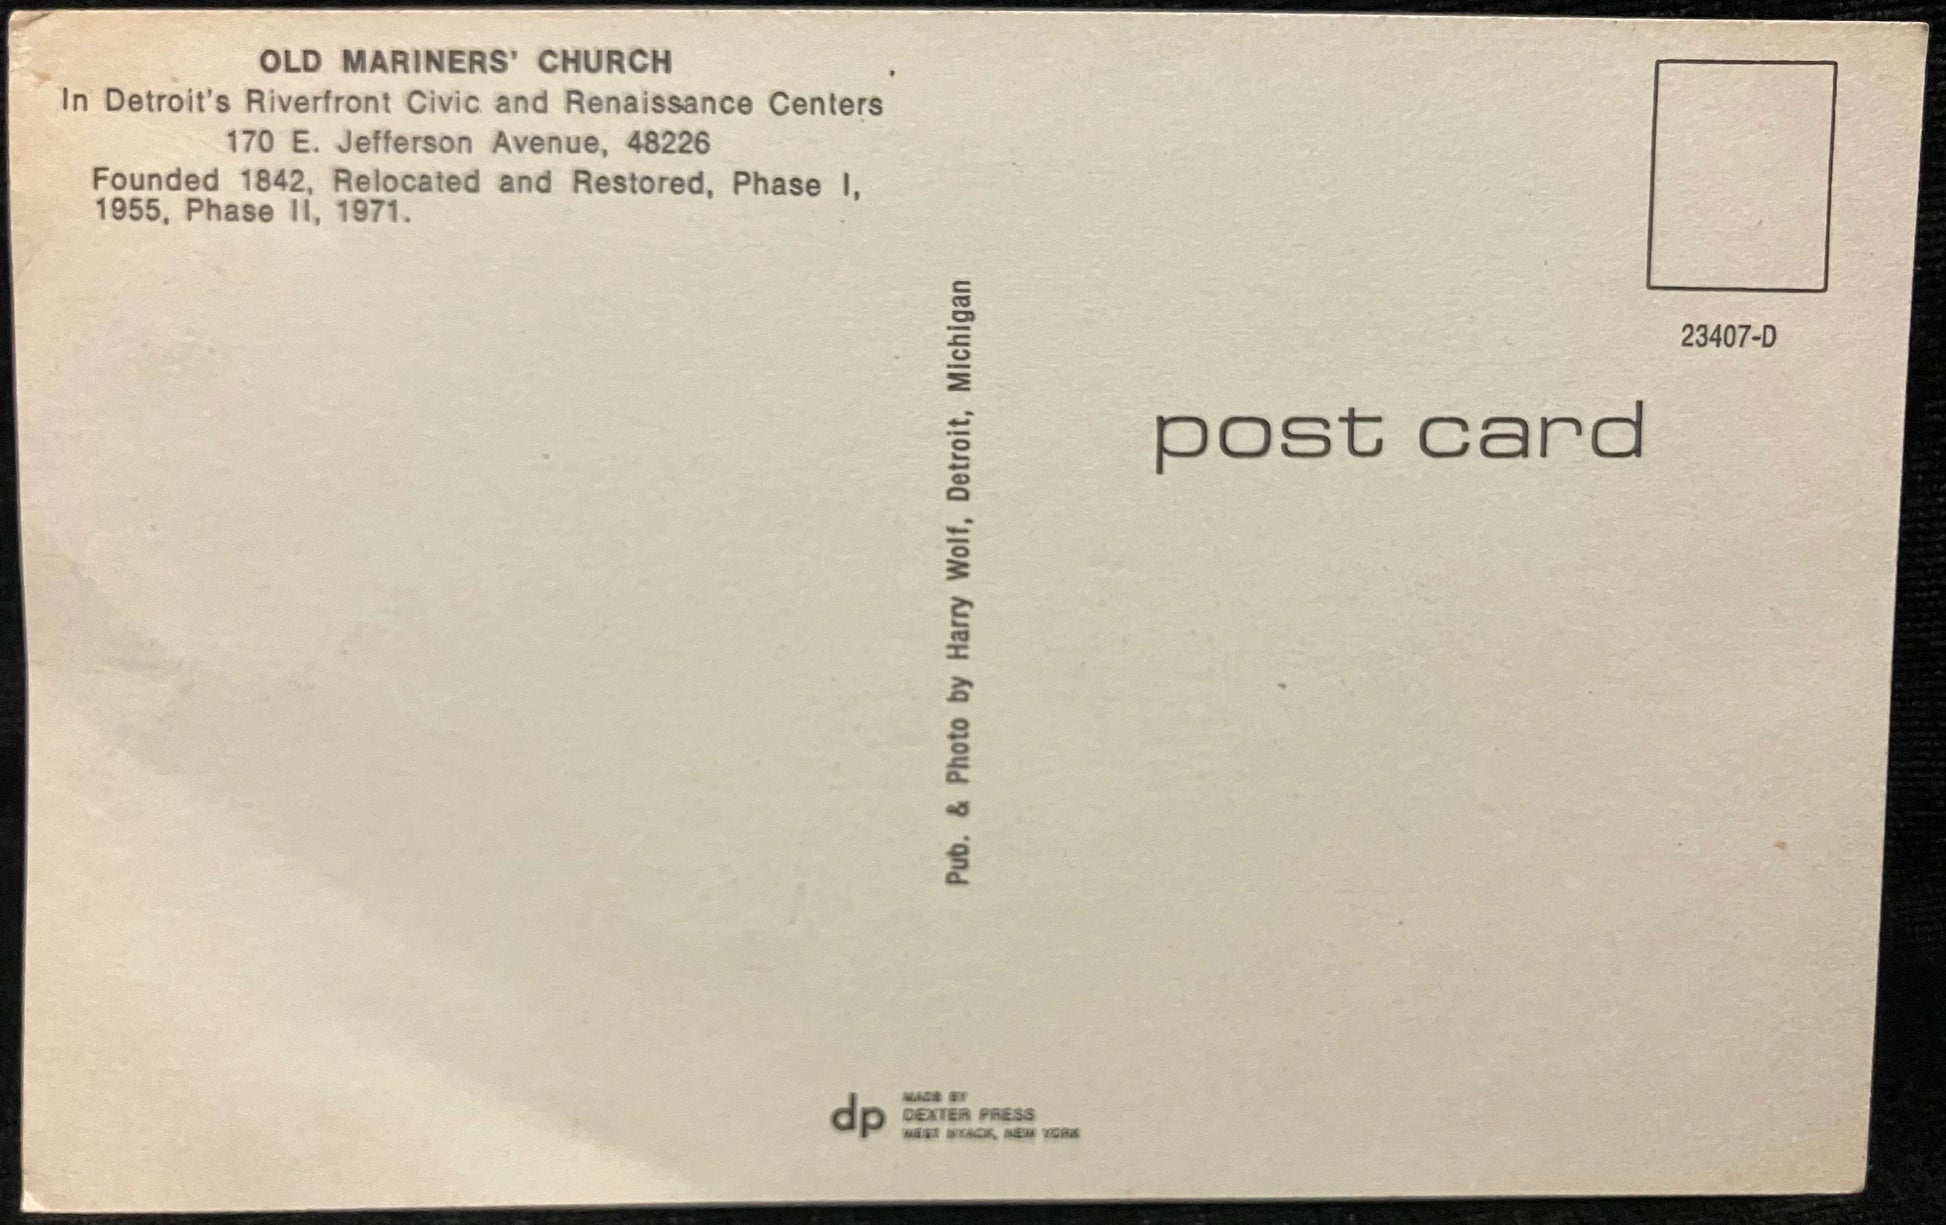 OLD MARINERS' CHURCH
In Detroit's Riverfront Civic and Renaissance Centers
170 E. Jefferson Avenue, 48226
Founded 1842, Relocated and Restored, Phase I,
1955, Phase II, 1971.
Pub. & Photo by Harry Wolf, Detroit, Michigan
23407-D
post card
dp
MADE BY
DEXTER PRESS
WEST NYACK, NEW YORK